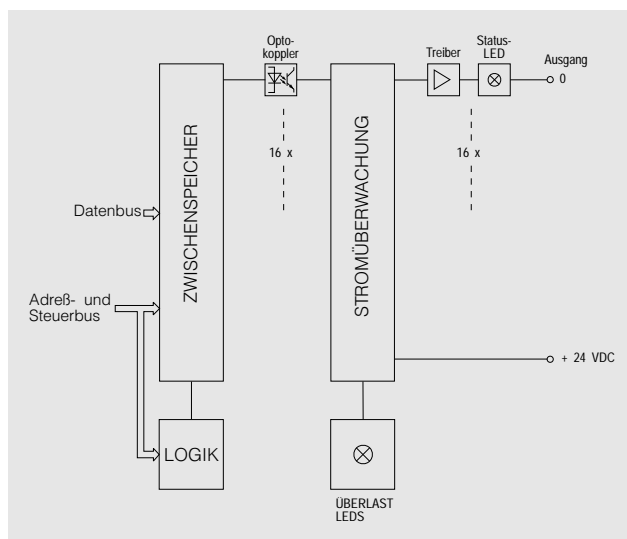 Opto-
koppler
Treiber
Status-
LED
Ausgang
0
16 x
16 x
ZWISCHENSPEICHER
STROMÜBERWACHUNG
Datenbus
Adreß- und
Steuerbus
+ 24 VDC
LOGIK
ÜBERLAST
LEDS